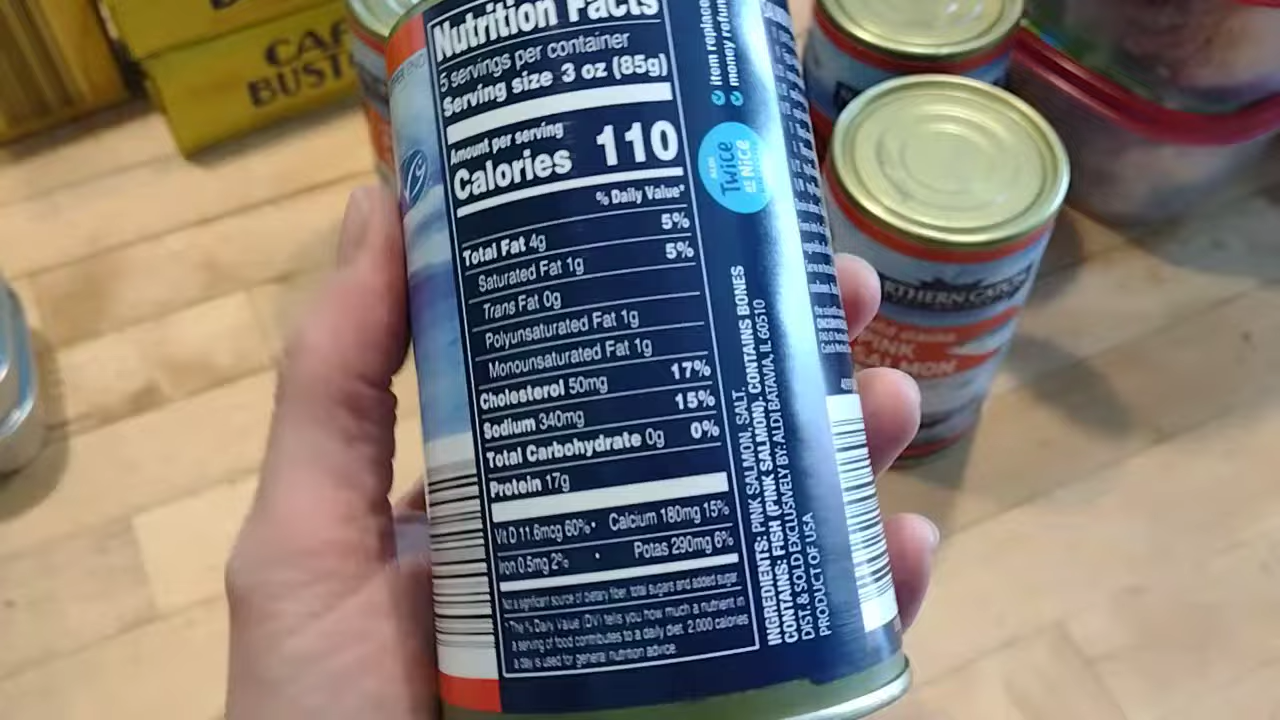 CAF
BUST
Nutrition Facts
5 servings per container
Serving size 3 oz (85g)
Amount per serving
Calories 110
% Daily Value*
Total Fat 4g 5%
Saturated Fat 1g 5%
Trans Fat 0g
Polyunsaturated Fat 1g
Monounsaturated Fat 1g
Cholesterol 50mg 17%
Sodium 340mg 15%
Total Carbohydrate 0g 0%
Protein 17g
Vit D 11.6mcg 60% • Calcium 180mg 15%
Iron 0.5mg 2% • Potas 290mg 6%
Not a significant source of dietary fiber, total sugars and added sugar.
*The % Daily Value (DV) tells you how much a nutrient in
a serving of food contributes to a daily diet. 2,000 calories
a day is used for general nutrition advice.
INGREDIENTS: PINK SALMON, SALT.
CONTAINS: FISH (PINK SALMON). CONTAINS BONES
DIST. & SOLD EXCLUSIVELY BY: ALDI BATAVIA, IL 60510
PRODUCT OF USA
item replace
money refun
ALDI
Twice
AS Nice
RTHERN CATCH
PINK
SALMON